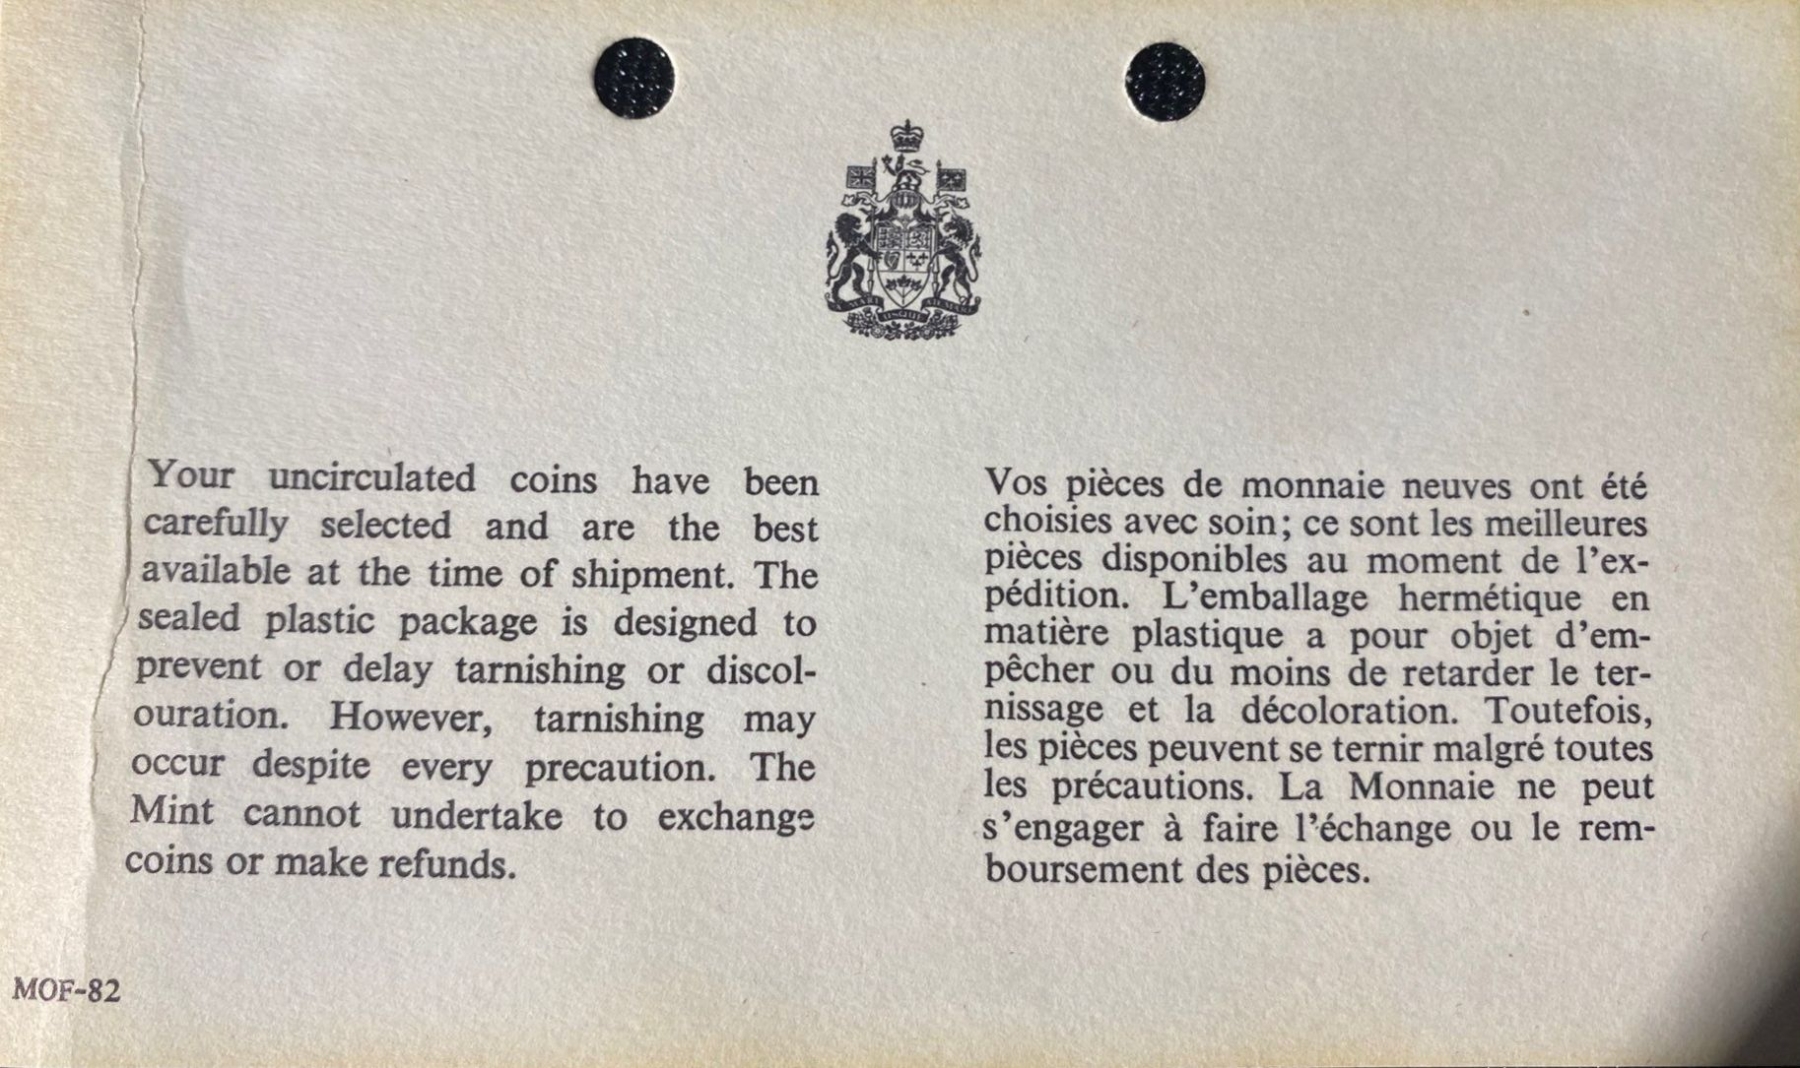 Your uncirculated coins have been
carefully selected and are the best
available at the time of shipment. The
sealed plastic package is designed to
prevent or delay tarnishing or discol-
ouration. However, tarnishing may
occur despite every precaution. The
Mint cannot undertake to exchange
coins or make refunds.
Vos pièces de monnaie neuves ont été
choisies avec soin; ce sont les meilleures
pièces disponibles au moment de l'ex-
pédition. L'emballage hermétique en
matière plastique a pour objet d'em-
pêcher ou du moins de retarder le ter-
nissage et la décoloration. Toutefois,
les pièces peuvent se ternir malgré toutes
les précautions. La Monnaie ne peut
s'engager à faire l'échange ou le rem-
boursement des pièces.
MOF-82